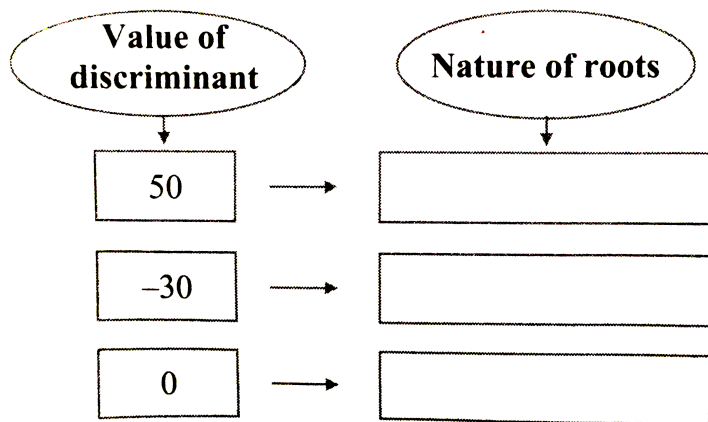 Value of
discriminant
Nature of roots
50
–30
0